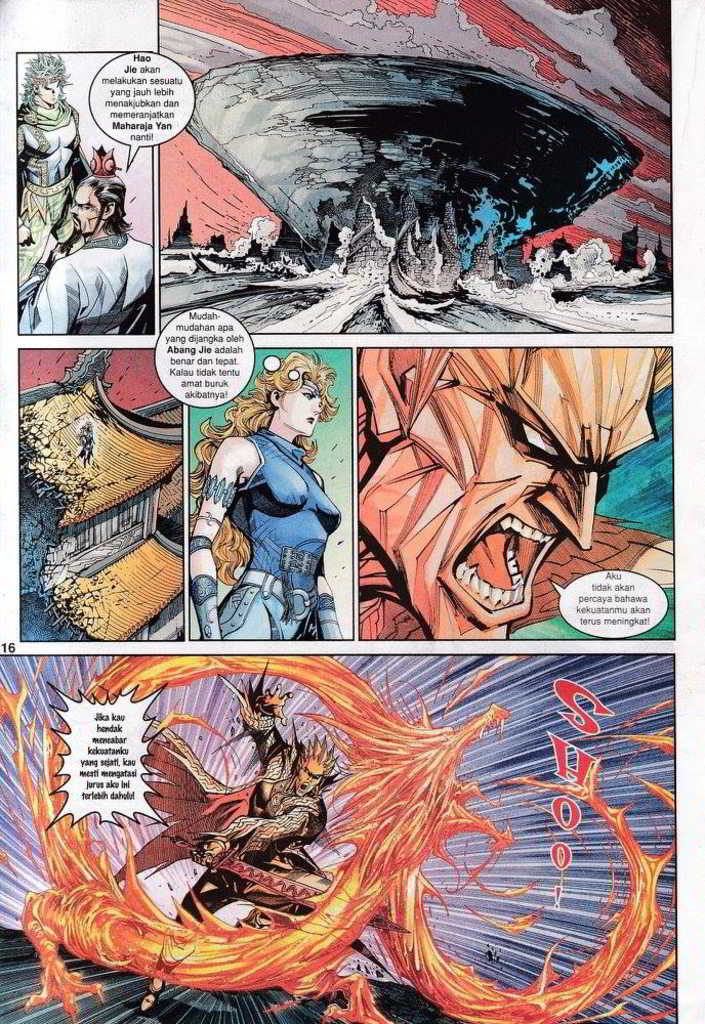 Hao
Jie akan
melakukan sesuatu
yang jauh lebih
menakjubkan dan
memeranjatkan
Maharaja Yan
nanti!
Mudah-
mudahan apa
yang dijangka oleh
Abang Jie adalah
benar dan tepat.
Kalau tidak tentu
amat buruk
akibatnya!
Aku
tidak akan
percaya bahawa
kekuatanmu akan
terus meningkat!
16
Jika kau
hendak
mencabar
kekuatanku
yang sejati, kau
mesti mengatasi
jurus aku ini
terlebih dahulu!
SHOO!